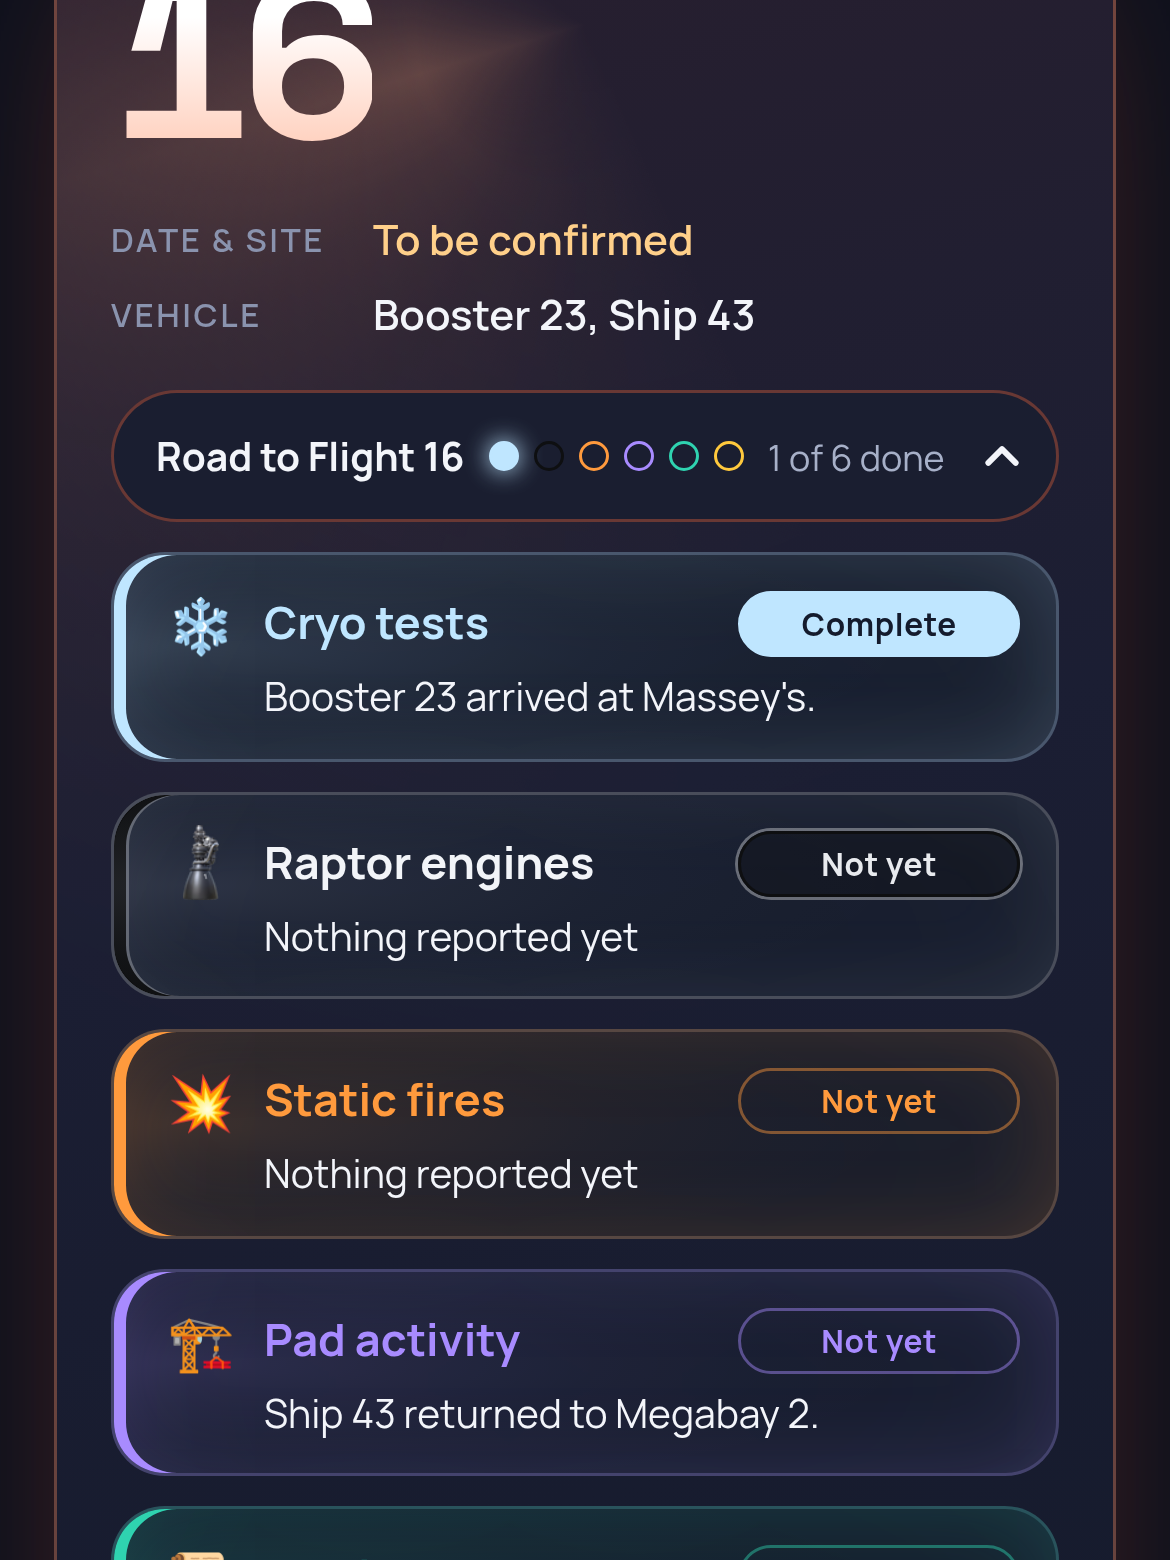 16
DATE & SITE To be confirmed
VEHICLE Booster 23, Ship 43
Road to Flight 16 1 of 6 done
Cryo tests Complete
Booster 23 arrived at Massey's.
Raptor engines Not yet
Nothing reported yet
Static fires Not yet
Nothing reported yet
Pad activity Not yet
Ship 43 returned to Megabay 2.